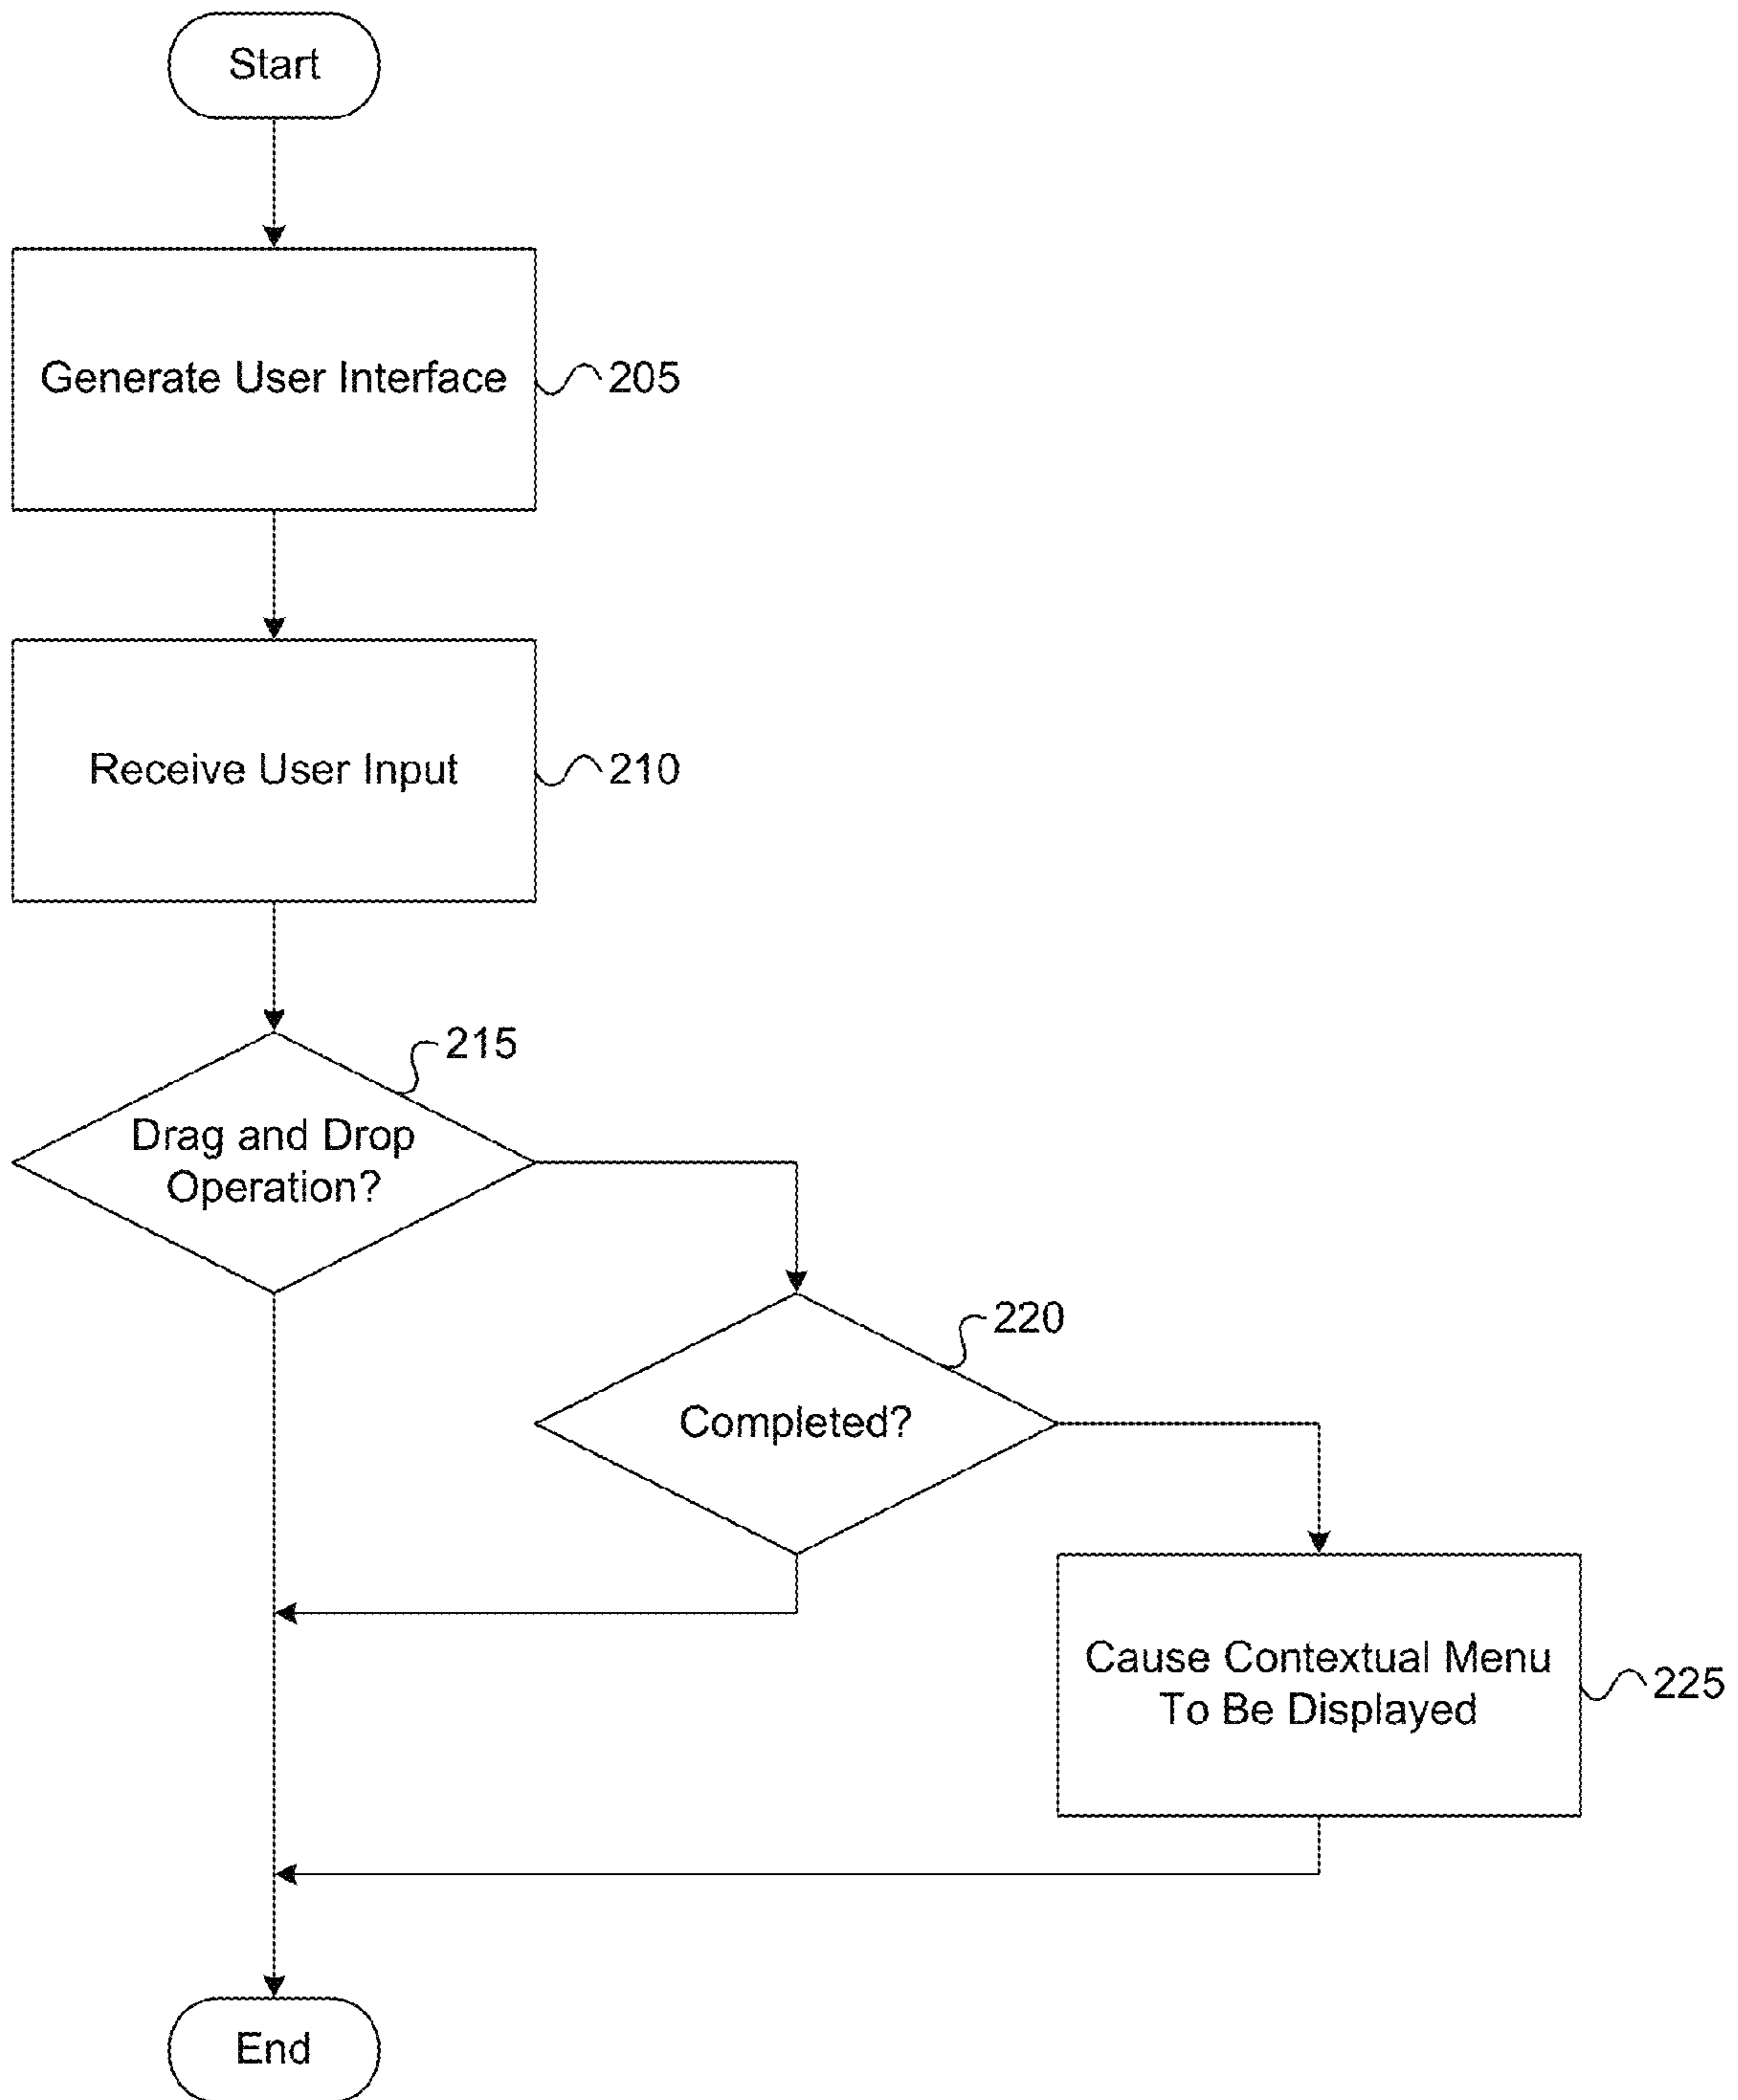 Start
Generate User Interface
205
Receive User Input
210
215
Drag and Drop
Operation?
220
Completed?
Cause Contextual Menu
To Be Displayed
225
End